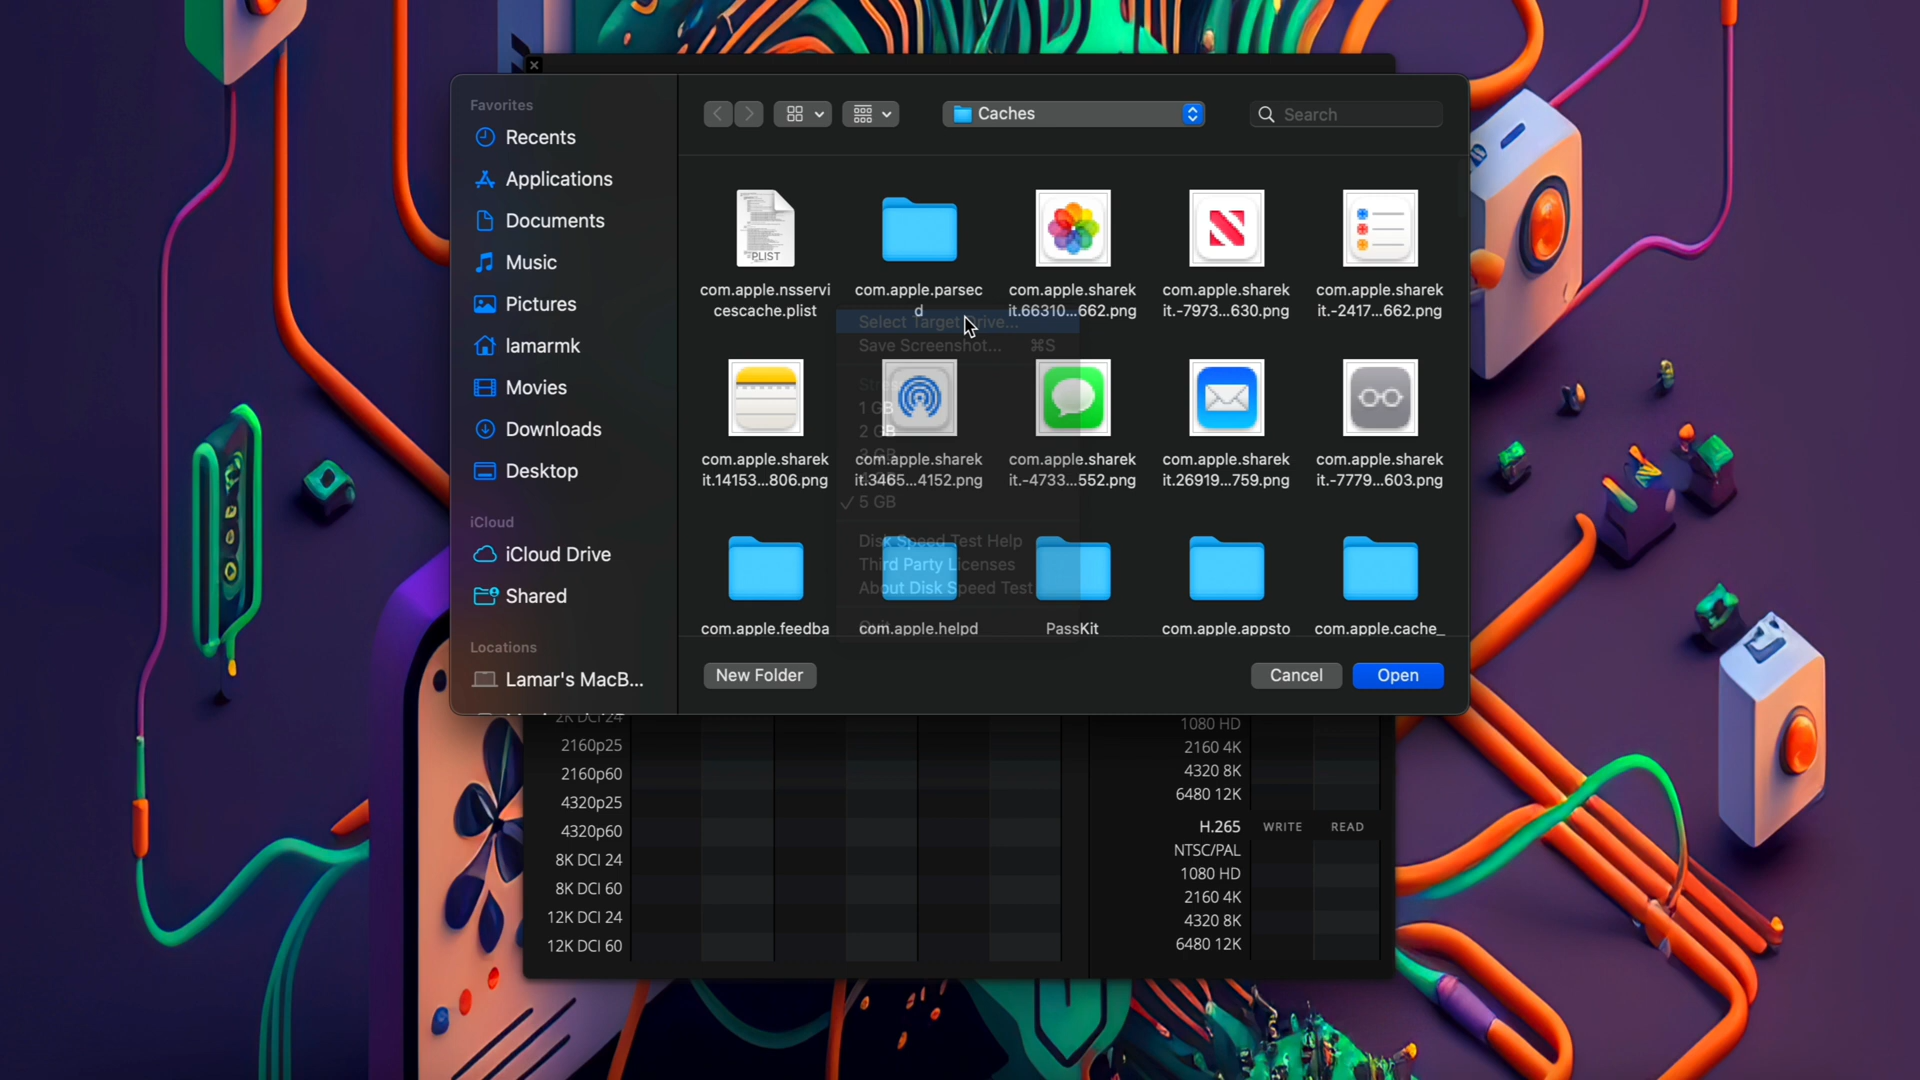 Favorites
Recents
Applications
Documents
Music
Pictures
lamarmk
Movies
Downloads
Desktop
iCloud
iCloud Drive
Shared
Locations
Lamar's MacB...
Caches
Search
PLIST
com.apple.nsservi
cescache.plist
com.apple.parsec
d
com.apple.sharek
it.66310...662.png
com.apple.sharek
it.-7973...630.png
com.apple.sharek
it.-2417...662.png
Select Target Drive...
Save Screenshot... ⌘S
1 GB
2 GB
✓ 5 GB
Disk Speed Test Help
Third Party Licenses
About Disk Speed Test
com.apple.sharek
it.14153...806.png
com.apple.sharek
it.3465...4152.png
com.apple.sharek
it.-4733...552.png
com.apple.sharek
it.26919...759.png
com.apple.sharek
it.-7779...603.png
com.apple.feedba
com.apple.helpd
PassKit
com.apple.appsto
com.apple.cache_
New Folder
Cancel
Open
2K DCI 24
2160p25
2160p60
4320p25
4320p60
8K DCI 24
8K DCI 60
12K DCI 24
12K DCI 60
1080 HD
2160 4K
4320 8K
6480 12K
H.265 WRITE READ
NTSC/PAL
1080 HD
2160 4K
4320 8K
6480 12K